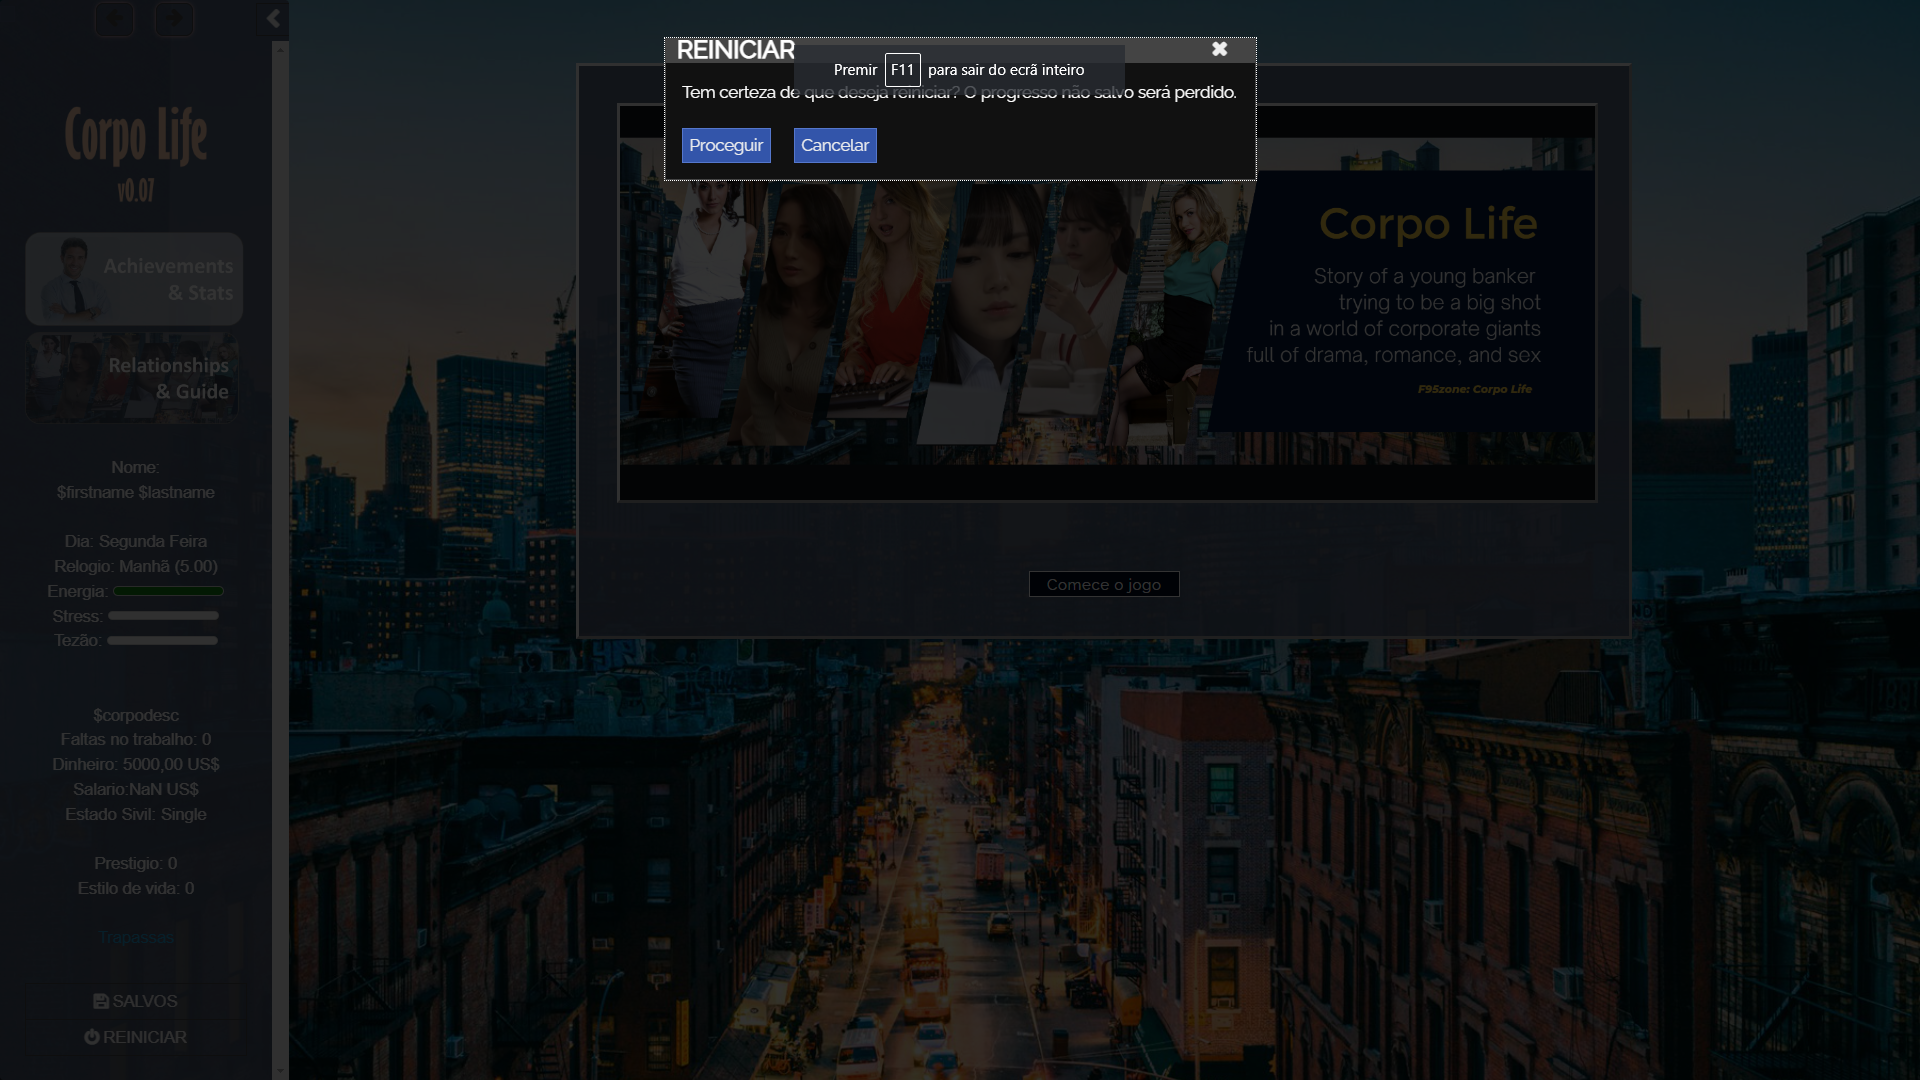 Corpo Life
v0.07
Achievements
& Stats
Relationships
& Guide
Nome:
$firstname $lastname
Dia: Segunda Feira
Relogio: Manhã (5.00)
Energia:
Stress:
Tezão:
$corpodesc
Faltas no trabalho: 0
Dinheiro: 5000,00 US$
Salario:NaN US$
Estado Sivil: Single
Prestigio: 0
Estilo de vida: 0
Trapassas
SALVOS
REINICIAR
REINICIAR
Premir F11 para sair do ecrã inteiro
Tem certeza de que deseja reiniciar? O progresso não salvo será perdido.
Proceguir
Cancelar
Corpo Life
Story of a young banker
trying to be a big shot
in a world of corporate giants
full of drama, romance, and sex
F95zone: Corpo Life
Comece o jogo